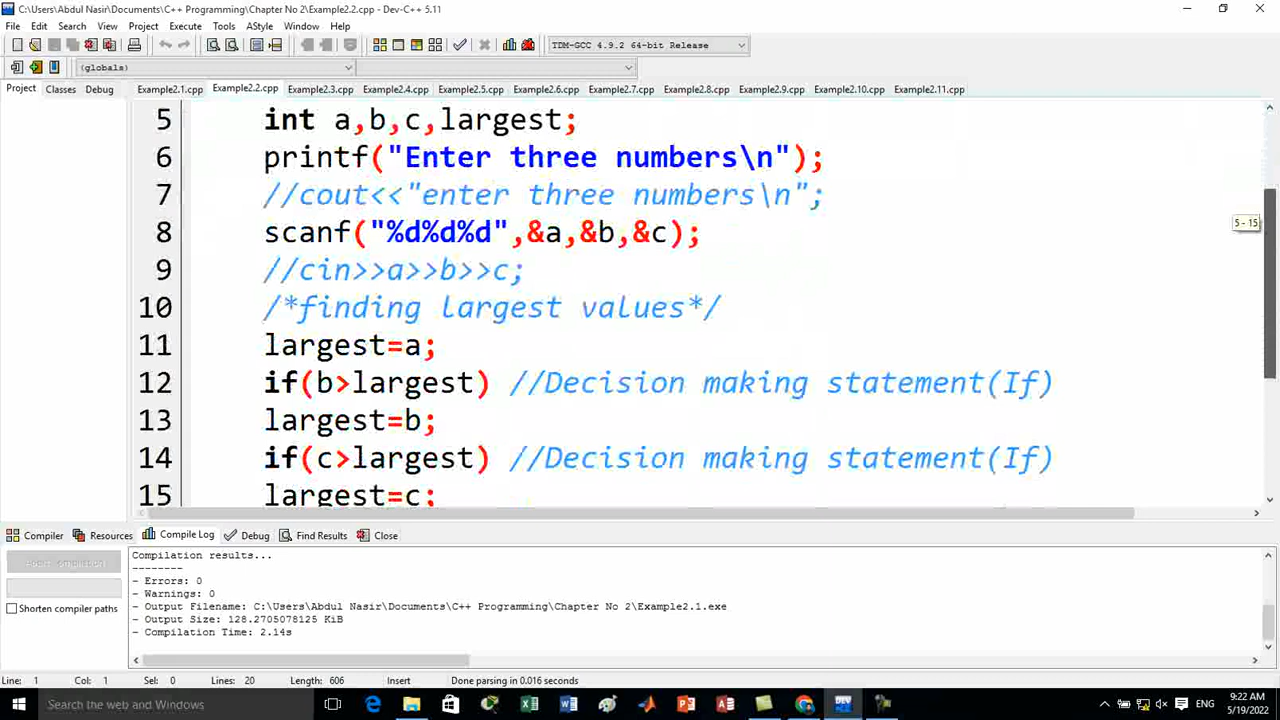 C:\Users\Abdul Nasir\Documents\C++ Programming\Chapter No 2\Example2.2.cpp - Dev-C++ 5.11
File Edit Search View Project Execute Tools AStyle Window Help
TDM-GCC 4.9.2 64-bit Release
(globals)
Project Classes Debug Example2.1.cpp Example2.2.cpp Example2.3.cpp Example2.4.cpp Example2.5.cpp Example2.6.cpp Example2.7.cpp Example2.8.cpp Example2.9.cpp Example2.10.cpp Example2.11.cpp
5 int a,b,c,largest;
6 printf("Enter three numbers\n");
7 //cout<<"enter three numbers\n";
8 scanf("%d%d%d",&a,&b,&c);
5 - 15
9 //cin>>a>>b>>c;
10 /*finding largest values*/
11 largest=a;
12 if(b>largest) //Decision making statement(If)
13 largest=b;
14 if(c>largest) //Decision making statement(If)
15 largest=c;
Compiler Resources Compile Log Debug Find Results Close
Compilation results...
--------
- Errors: 0
- Warnings: 0
- Output Filename: C:\Users\Abdul Nasir\Documents\C++ Programming\Chapter No 2\Example2.1.exe
- Output Size: 128.2705078125 KiB
- Compilation Time: 2.14s
Abort Compilation
Shorten compiler paths
Line: 1 Col: 1 Sel: 0 Lines: 20 Length: 606 Insert Done parsing in 0.016 seconds
Search the web and Windows
DEV
ENG
9:22 AM
5/19/2022